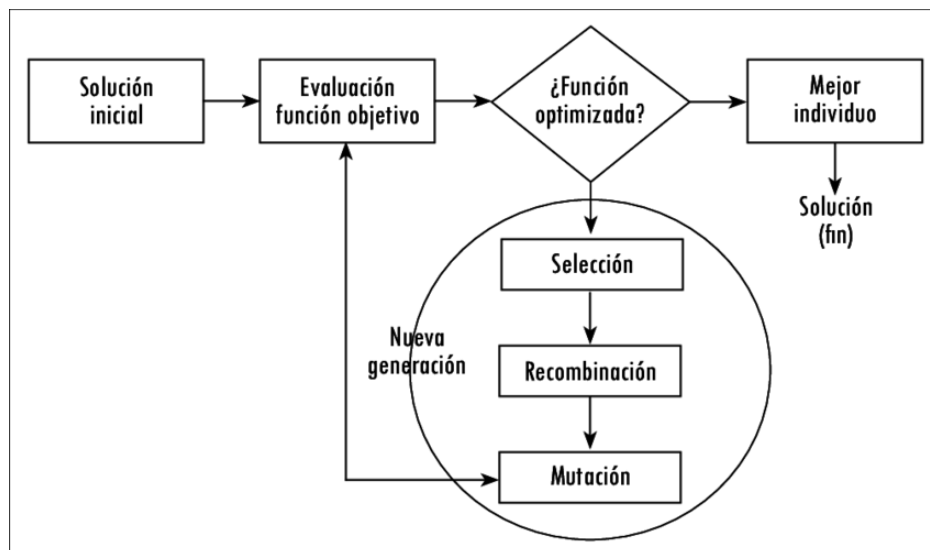 Solución
inicial
Evaluación
función objetivo
¿Función
optimizada?
Mejor
individuo
Solución
(fin)
Selección
Nueva
generación
Recombinación
Mutación